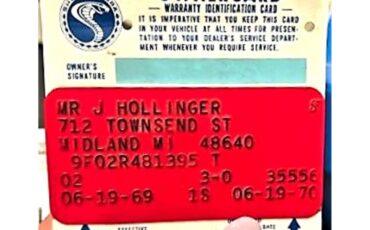 WARRANTY IDENTIFICATION CARD
IT IS IMPERATIVE THAT YOU KEEP THIS CARD
IN YOUR VEHICLE AT ALL TIMES FOR PRESEN-
TATION TO YOUR DEALER'S SERVICE DEPART-
MENT WHENEVER YOU REQUIRE SERVICE.
OWNER'S
SIGNATURE
MR J HOLLINGER
712 TOWNSEND ST
MIDLAND MI 48640
9F02R481395 T
02 3-0 35556
06-19-69 18 06-19-70
DATE